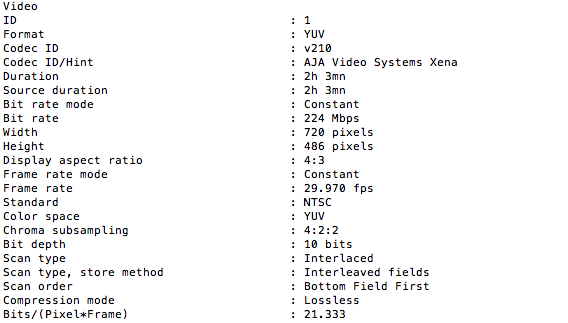 Video
ID : 1
Format : YUV
Codec ID : v210
Codec ID/Hint : AJA Video Systems Xena
Duration : 2h 3mn
Source duration : 2h 3mn
Bit rate mode : Constant
Bit rate : 224 Mbps
Width : 720 pixels
Height : 486 pixels
Display aspect ratio : 4:3
Frame rate mode : Constant
Frame rate : 29.970 fps
Standard : NTSC
Color space : YUV
Chroma subsampling : 4:2:2
Bit depth : 10 bits
Scan type : Interlaced
Scan type, store method : Interleaved fields
Scan order : Bottom Field First
Compression mode : Lossless
Bits/(Pixel*Frame) : 21.333